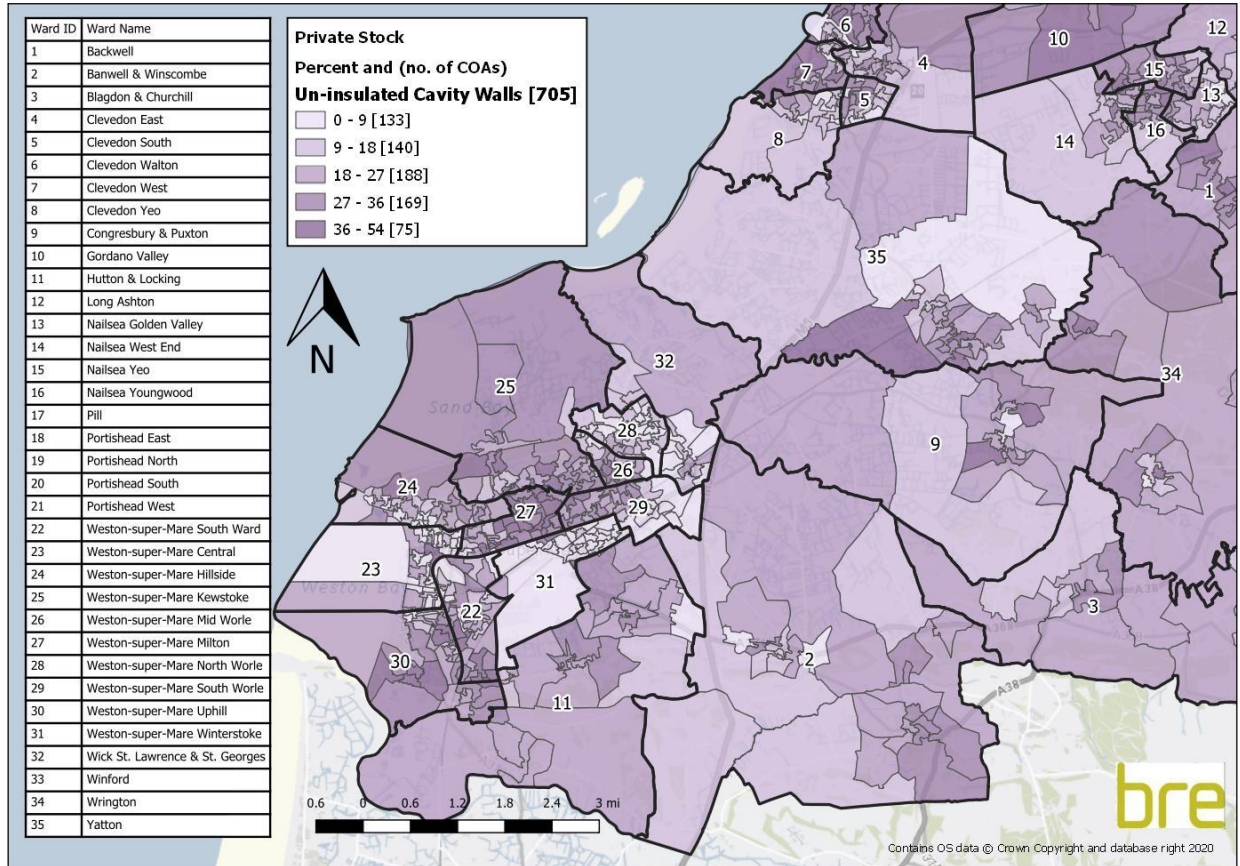 Ward ID Ward Name
1 Backwell
2 Banwell & Winscombe
3 Blagdon & Churchill
4 Clevedon East
5 Clevedon South
6 Clevedon Walton
7 Clevedon West
8 Clevedon Yeo
9 Congresbury & Puxton
10 Gordano Valley
11 Hutton & Locking
12 Long Ashton
13 Nailsea Golden Valley
14 Nailsea West End
15 Nailsea Yeo
16 Nailsea Youngwood
17 Pill
18 Portishead East
19 Portishead North
20 Portishead South
21 Portishead West
22 Weston-super-Mare South Ward
23 Weston-super-Mare Central
24 Weston-super-Mare Hillside
25 Weston-super-Mare Kewstoke
26 Weston-super-Mare Mid Worle
27 Weston-super-Mare Milton
28 Weston-super-Mare North Worle
29 Weston-super-Mare South Worle
30 Weston-super-Mare Uphill
31 Weston-super-Mare Winterstoke
32 Wick St. Lawrence & St. Georges
33 Winford
34 Wrington
35 Yatton
Private Stock
Percent and (no. of COAs)
Un-insulated Cavity Walls [705]
0 - 9 [133]
9 - 18 [140]
18 - 27 [188]
27 - 36 [169]
36 - 54 [75]
N
6
4
10
12
7
5
15
13
16
8
14
1
35
32
34
25
Sand Bay
28
9
26
24
29
27
23
Weston Bay
31
22
3
A38
30
2
11
A38
0.6 0 0.6 1.2 1.8 2.4 3 mi
bre
Contains OS data © Crown Copyright and database right 2020